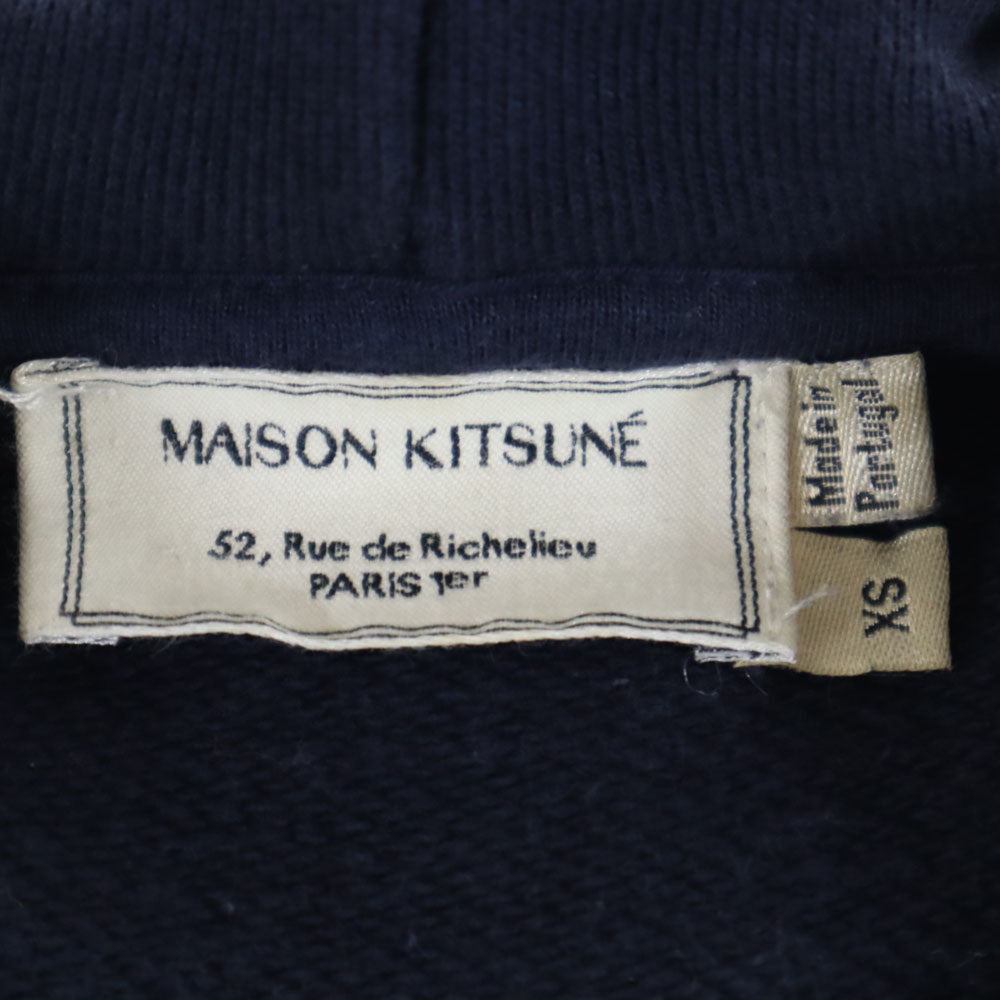 MAISON KITSUNÉ
52, Rue de Richelieu
PARIS 1er
Made in
Portugal
XS